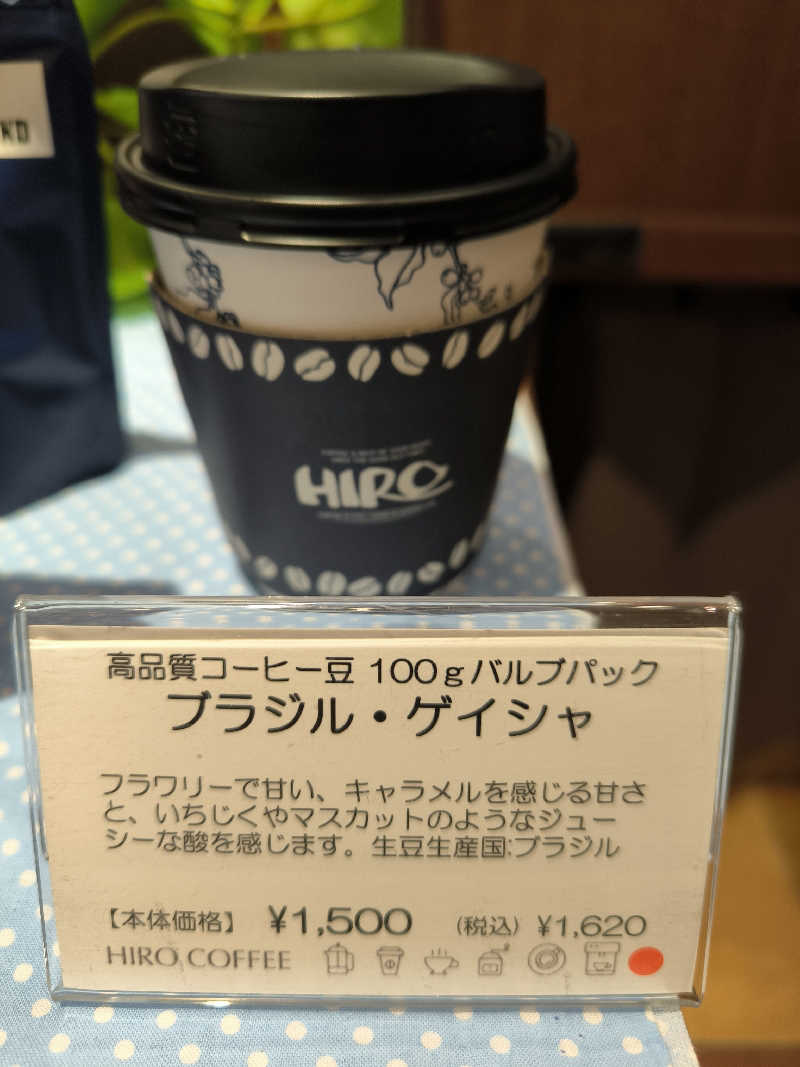 HIRO
高品質コーヒー豆 100gバルブパック
ブラジル・ゲイシャ
フラワリーで甘い、キャラメルを感じる甘さ
と、いちじくやマスカットのようなジュー
シーな酸を感じます。生豆生産国:ブラジル
【本体価格】 ¥1,500 (税込) ¥1,620
HIRO COFFEE